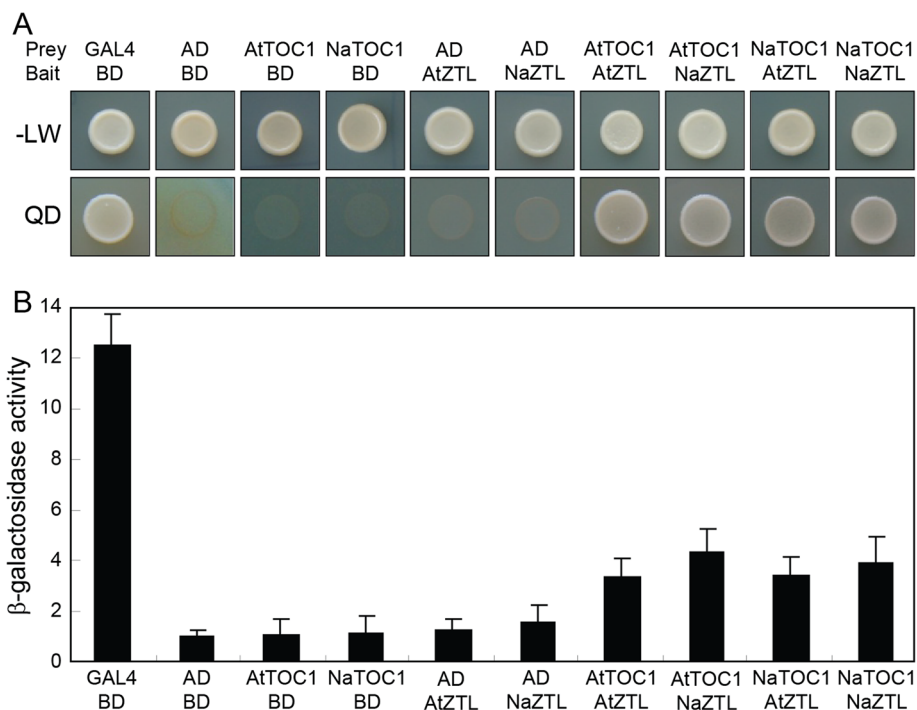 A
Prey GAL4 AD AtTOC1 NaTOC1 AD AD AtTOC1 AtTOC1 NaTOC1 NaTOC1
Bait BD BD BD BD AtZTL NaZTL AtZTL NaZTL AtZTL NaZTL
-LW
QD
B
β-galactosidase activity
14
12
10
8
6
4
2
0
GAL4 AD AtTOC1 NaTOC1 AD AD AtTOC1 AtTOC1 NaTOC1 NaTOC1
BD BD BD BD AtZTL NaZTL AtZTL NaZTL AtZTL NaZTL